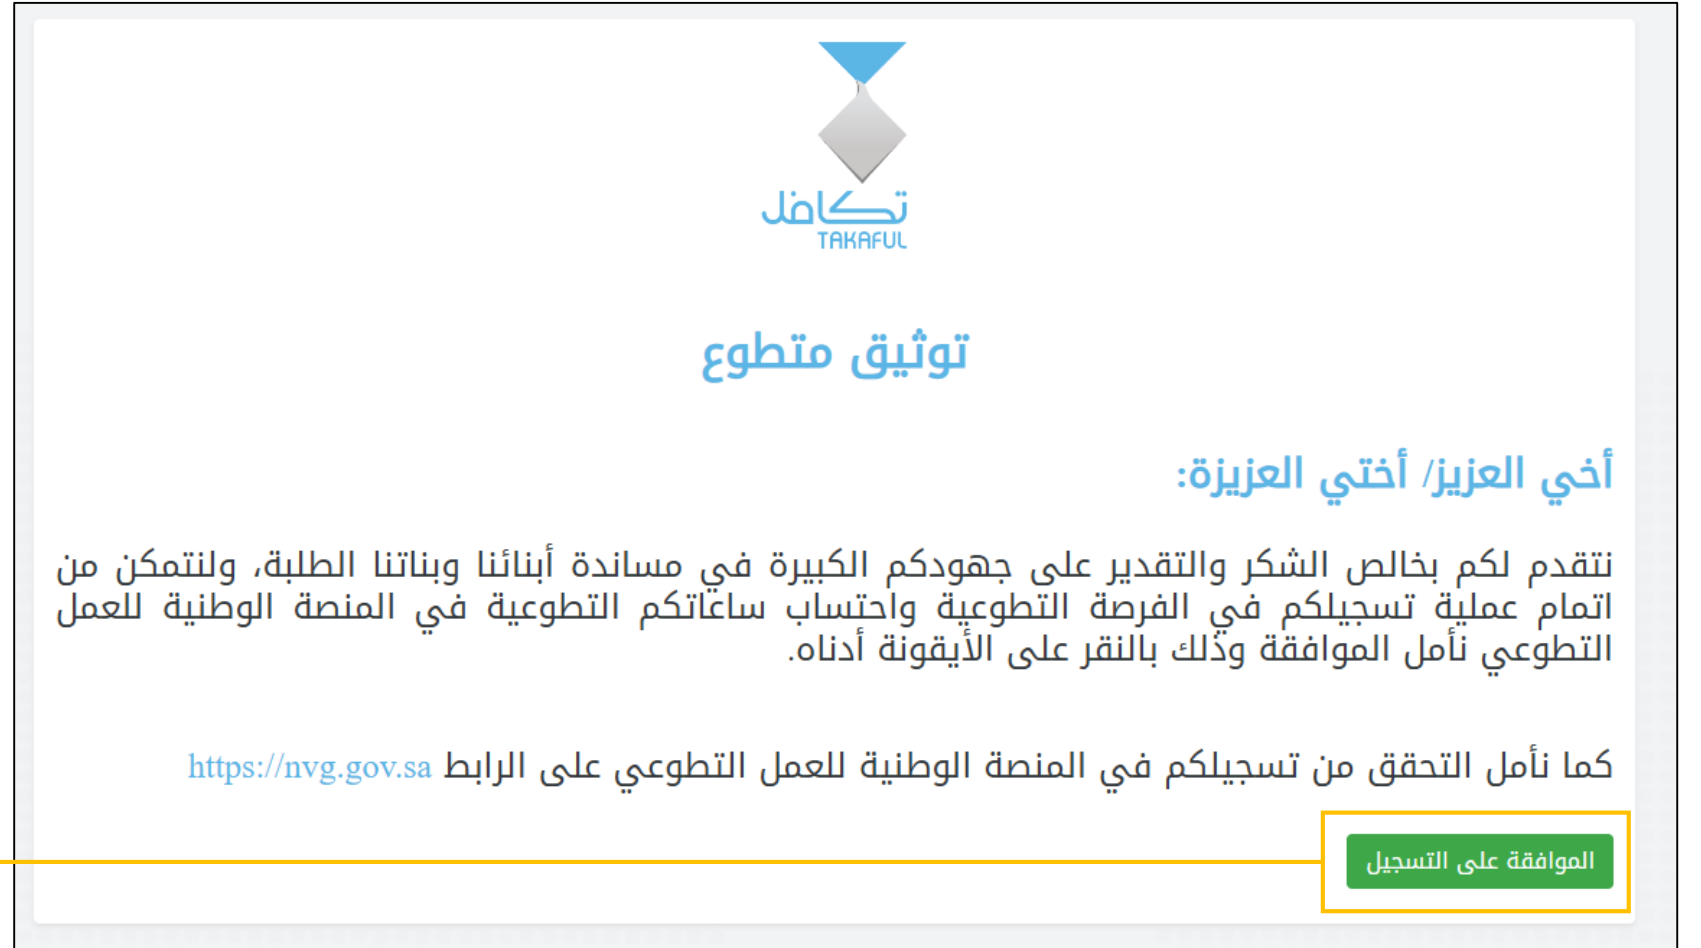 تكافل
TAKAFUL
توثيق متطوع
أخي العزيز/ أختي العزيزة:
نتقدم لكم بخالص الشكر والتقدير على جهودكم الكبيرة في مساندة أبنائنا وبناتنا الطلبة، ولنتمكن من
اتمام عملية تسجيلكم في الفرصة التطوعية واحتساب ساعاتكم التطوعية في المنصة الوطنية للعمل
التطوعي نأمل الموافقة وذلك بالنقر على الأيقونة أدناه.
كما نأمل التحقق من تسجيلكم في المنصة الوطنية للعمل التطوعي على الرابط https://nvg.gov.sa
الموافقة على التسجيل